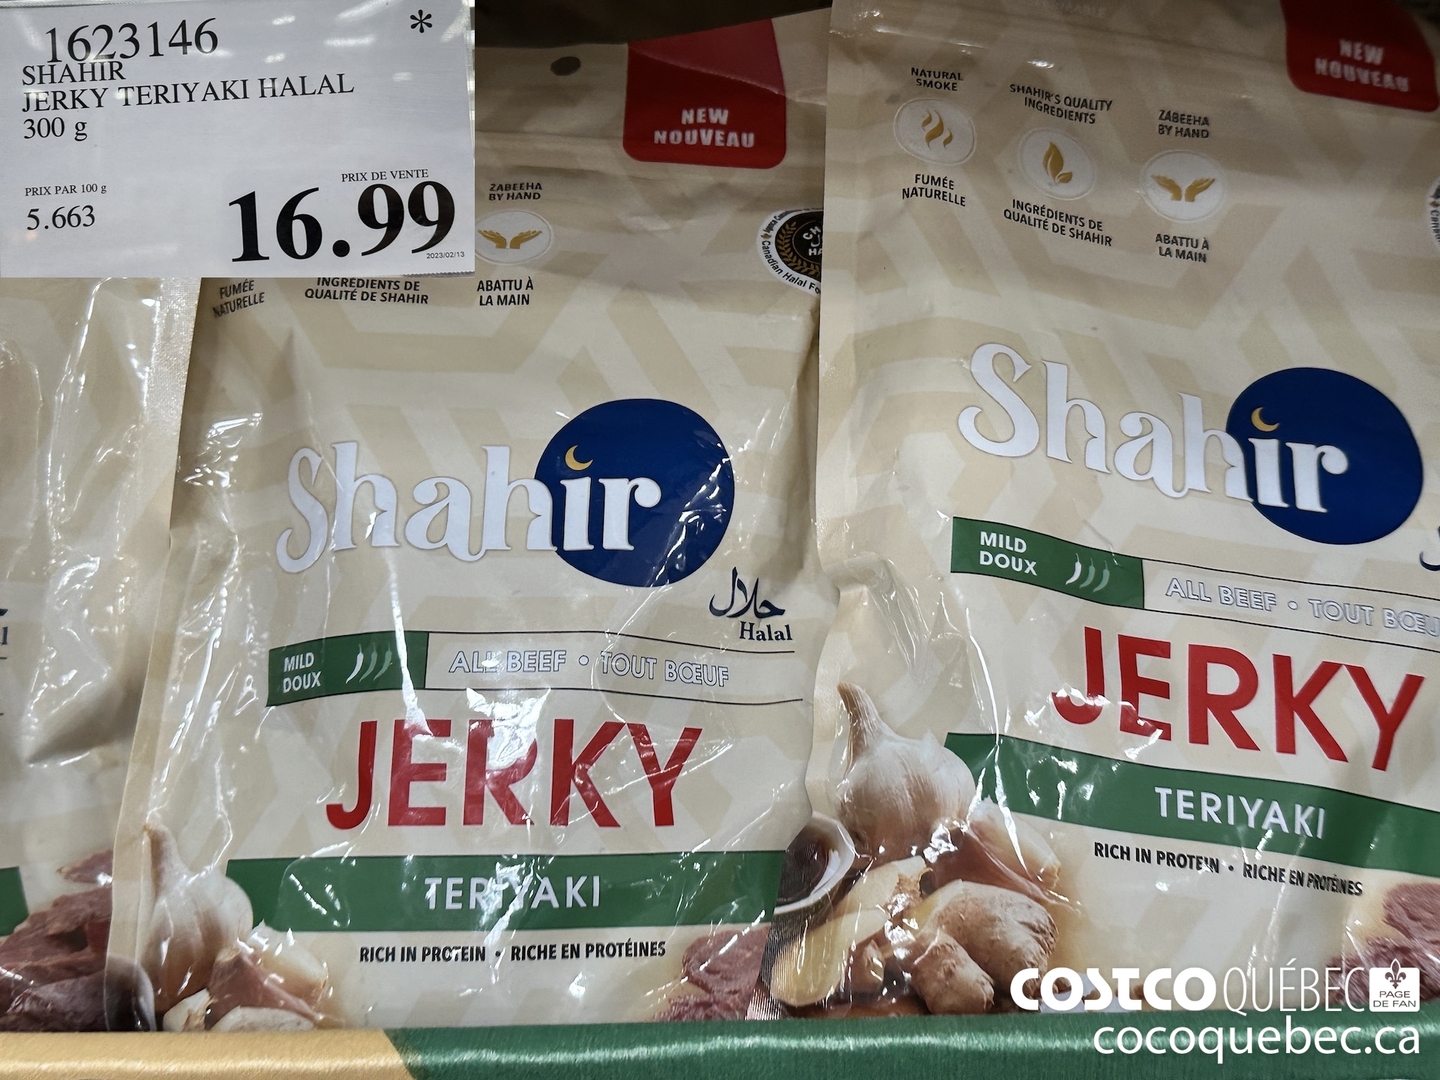 1623146
*
SHAHIR
JERKY TERIYAKI HALAL
300 g
PRIX PAR 100 g
5.663
PRIX DE VENTE
16.99
2023/02/13
NEW
NOUVEAU
ZABEEHA
BY HAND
FUMÉE
NATURELLE
INGRÉDIENTS DE
QUALITÉ DE SHAHIR
ABATTU À
LA MAIN
Canadian Halal
Shahir
حلال
Halal
MILD
DOUX
ALL BEEF • TOUT BŒUF
JERKY
TERIYAKI
RICH IN PROTEIN • RICHE EN PROTÉINES
NEW
NOUVEAU
NATURAL
SMOKE
SHAHIR'S QUALITY
INGREDIENTS
ZABEEHA
BY HAND
FUMÉE
NATURELLE
INGRÉDIENTS DE
QUALITÉ DE SHAHIR
ABATTU À
LA MAIN
Shahir
MILD
DOUX
ALL BEEF • TOUT BŒU
JERKY
TERIYAKI
RICH IN PROTEIN • RICHE EN PROTÉINES
COSTCO QUÉBEC
PAGE
DE FAN
cocoquebec.ca